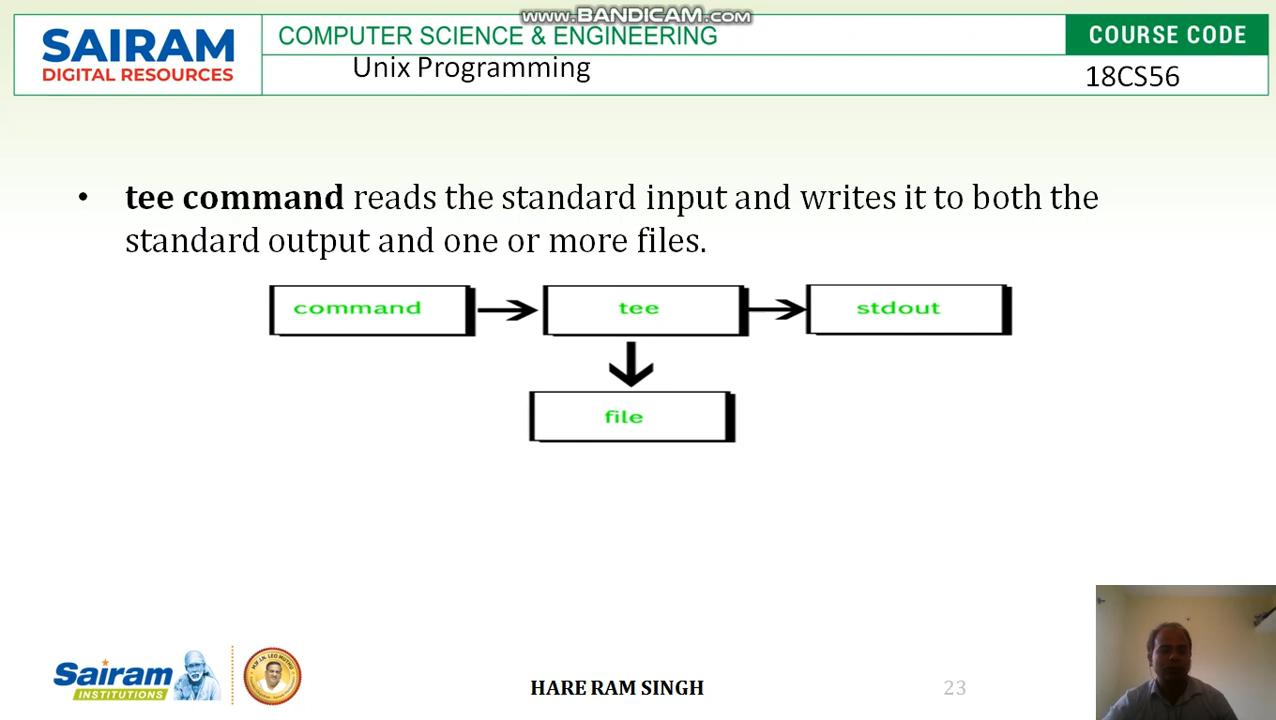 www.BANDICAM.com
SAIRAM
DIGITAL RESOURCES
COMPUTER SCIENCE & ENGINEERING
COURSE CODE
Unix Programming
18CS56
• tee command reads the standard input and writes it to both the
standard output and one or more files.
command
tee
stdout
file
Sairam
INSTITUTIONS
HARE RAM SINGH
23